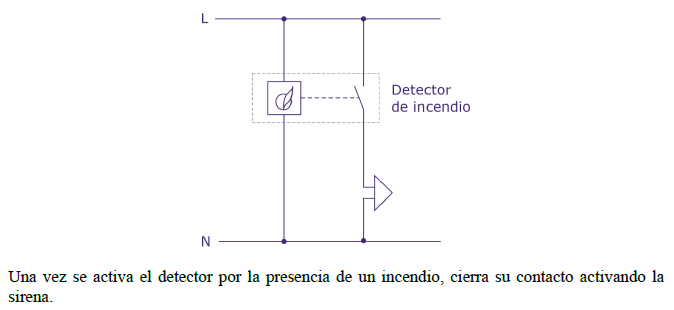 L
Detector
de incendio
N
Una vez se activa el detector por la presencia de un incendio, cierra su contacto activando la
sirena.